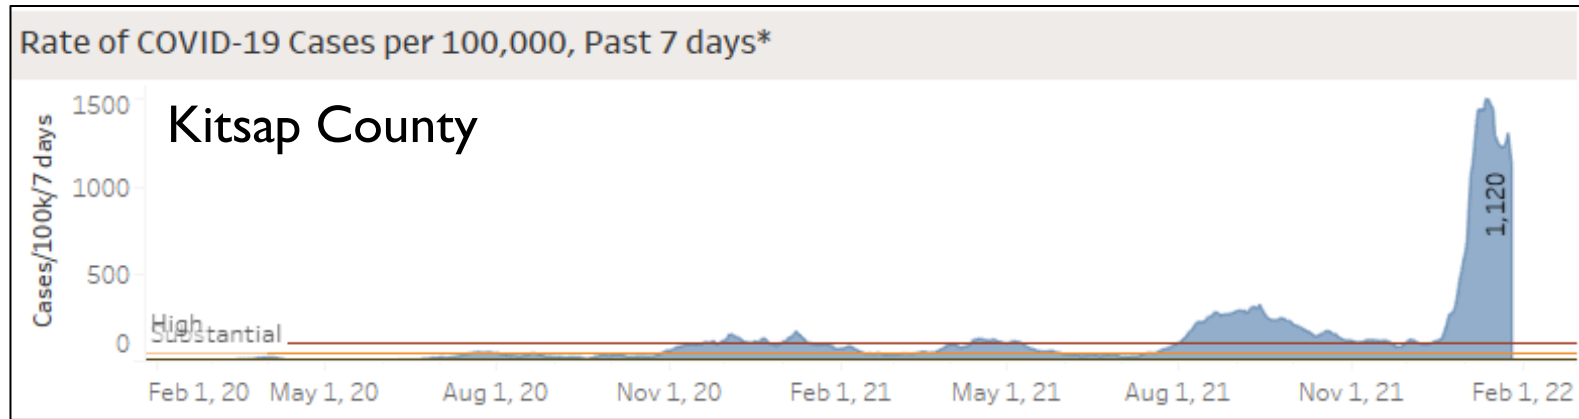 Rate of COVID-19 Cases per 100,000, Past 7 days*
Kitsap County
Cases/100k/7 days
1500
1000
500
0
High
Substantial
1,120
Feb 1, 20 May 1, 20 Aug 1, 20 Nov 1, 20 Feb 1, 21 May 1, 21 Aug 1, 21 Nov 1, 21 Feb 1, 22